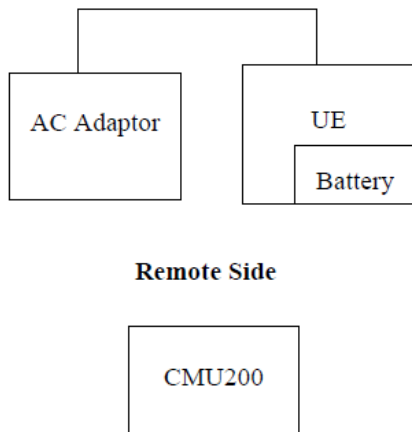 AC Adaptor
UE
Battery
Remote Side
CMU200